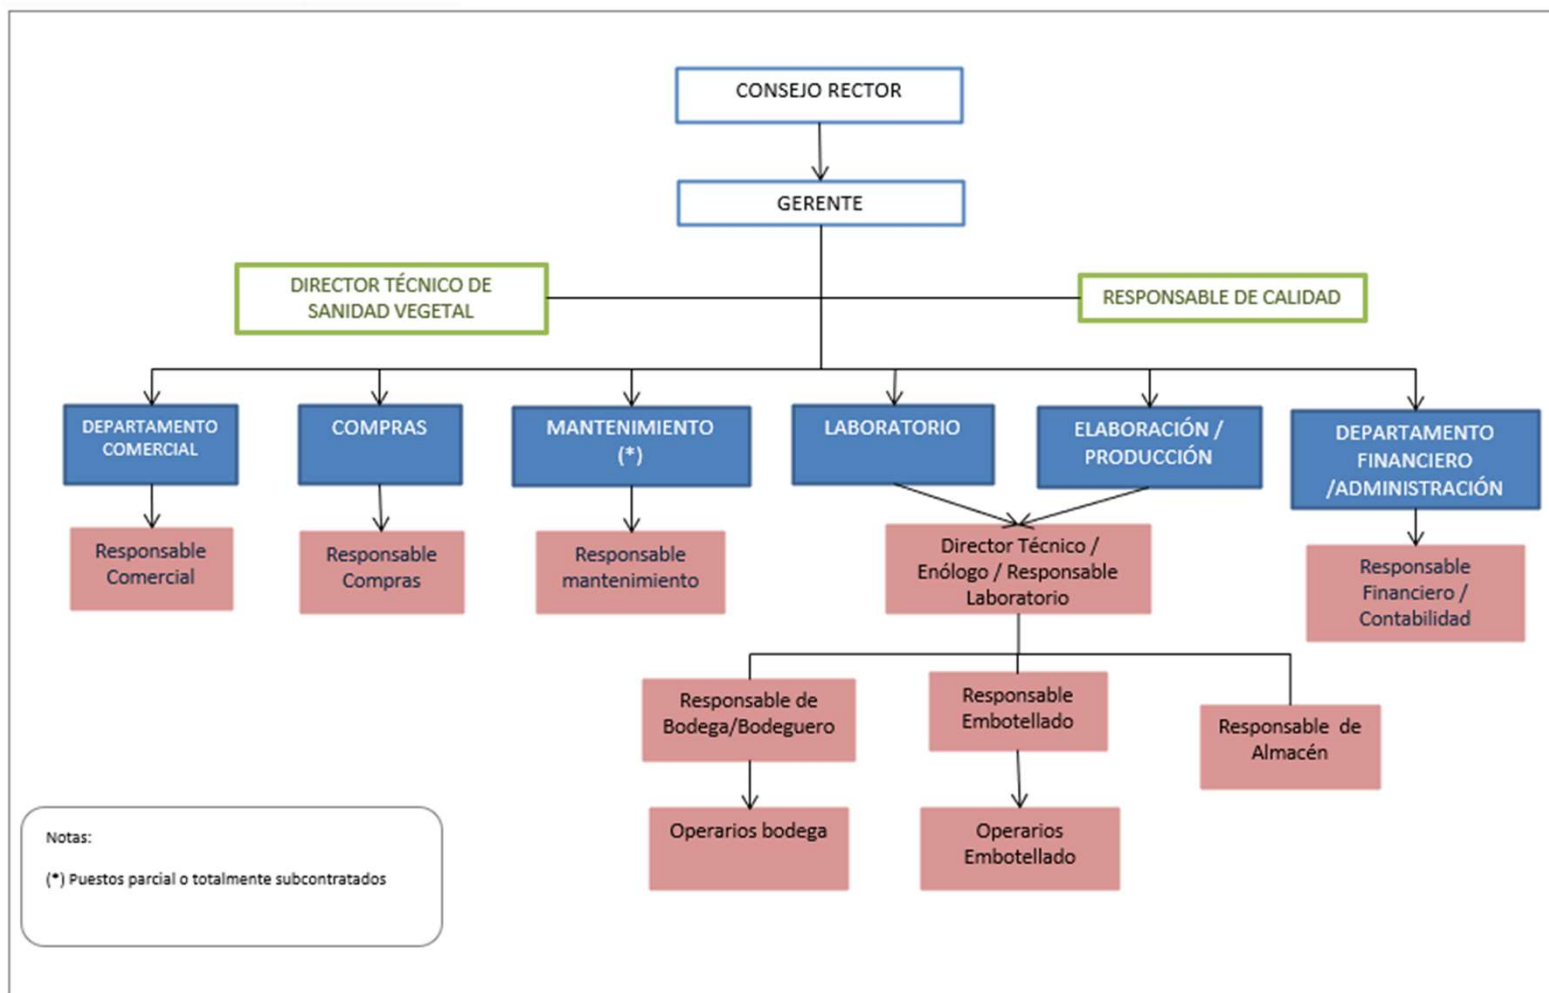 CONSEJO RECTOR
GERENTE
DIRECTOR TÉCNICO DE
SANIDAD VEGETAL
RESPONSABLE DE CALIDAD
DEPARTAMENTO
COMERCIAL
COMPRAS
MANTENIMIENTO
(*)
LABORATORIO
ELABORACIÓN /
PRODUCCIÓN
DEPARTAMENTO
FINANCIERO
/ADMINISTRACIÓN
Responsable
Comercial
Responsable
Compras
Responsable
mantenimiento
Director Técnico /
Enólogo / Responsable
Laboratorio
Responsable
Financiero /
Contabilidad
Responsable de
Bodega/Bodeguero
Responsable
Embotellado
Responsable de
Almacén
Operarios bodega
Operarios
Embotellado
Notas:
(*) Puestos parcial o totalmente subcontratados